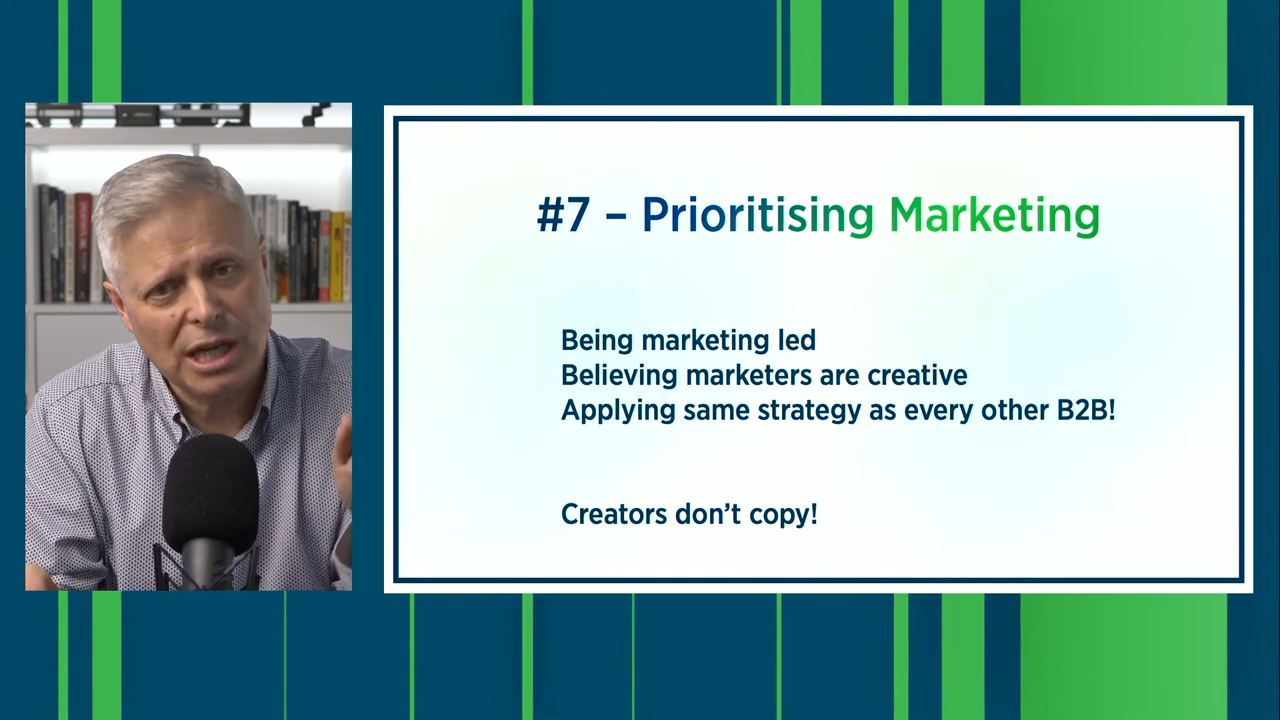 #7 – Prioritising Marketing
Being marketing led
Believing marketers are creative
Applying same strategy as every other B2B!
Creators don’t copy!